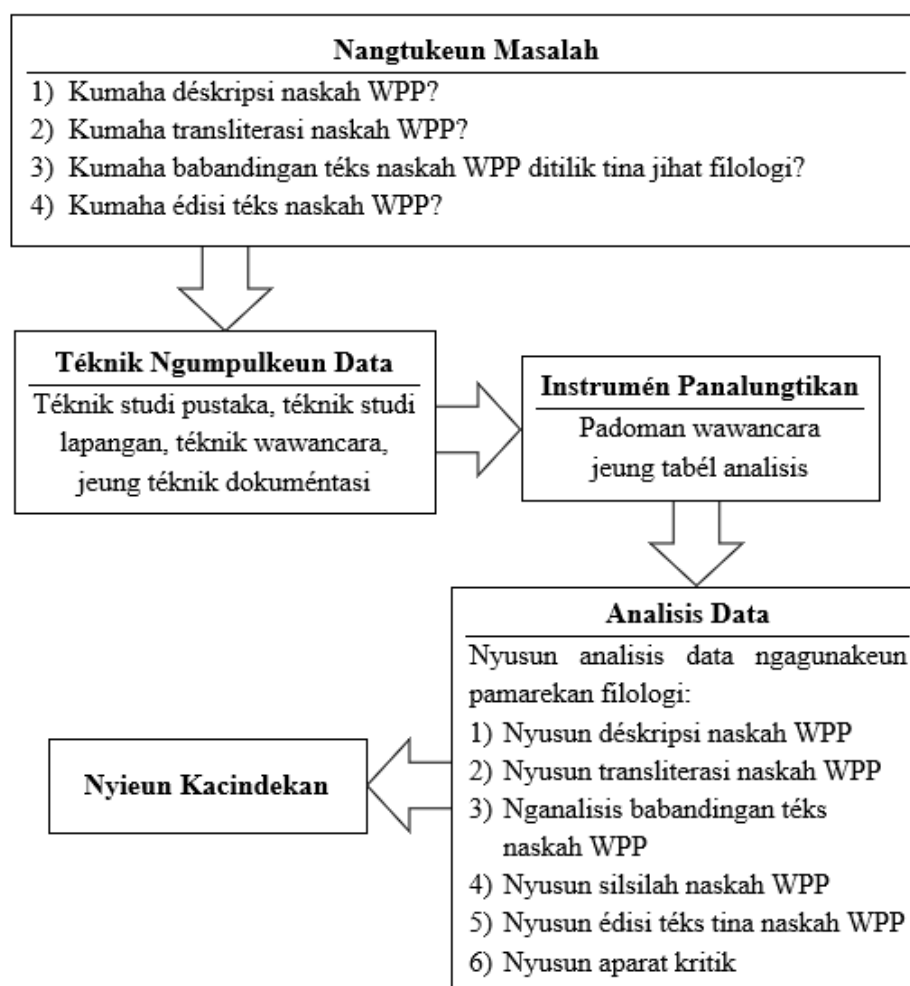 Nangtukeun Masalah
1) Kumaha déskripsi naskah WPP?
2) Kumaha transliterasi naskah WPP?
3) Kumaha babandingan téks naskah WPP ditilik tina jihat filologi?
4) Kumaha édisi téks naskah WPP?
Téknik Ngumpulkeun Data
Téknik studi pustaka, téknik studi
lapangan, téknik wawancara,
jeung téknik dokuméntasi
Instrumén Panalungtikan
Padoman wawancara
jeung tabél analisis
Analisis Data
Nyusun analisis data ngagunakeun
pamarekan filologi:
1) Nyusun déskripsi naskah WPP
2) Nyusun transliterasi naskah WPP
3) Nganalisis babandingan téks
naskah WPP
4) Nyusun silsilah naskah WPP
5) Nyusun édisi téks tina naskah WPP
6) Nyusun aparat kritik
Nyieun Kacindekan